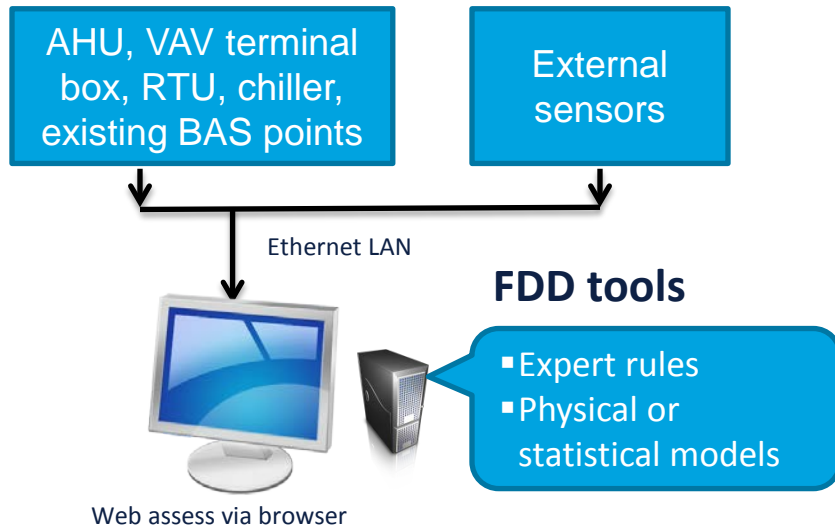 AHU, VAV terminal
box, RTU, chiller,
existing BAS points
External
sensors
Ethernet LAN
FDD tools
▪Expert rules
▪Physical or
statistical models
Web assess via browser